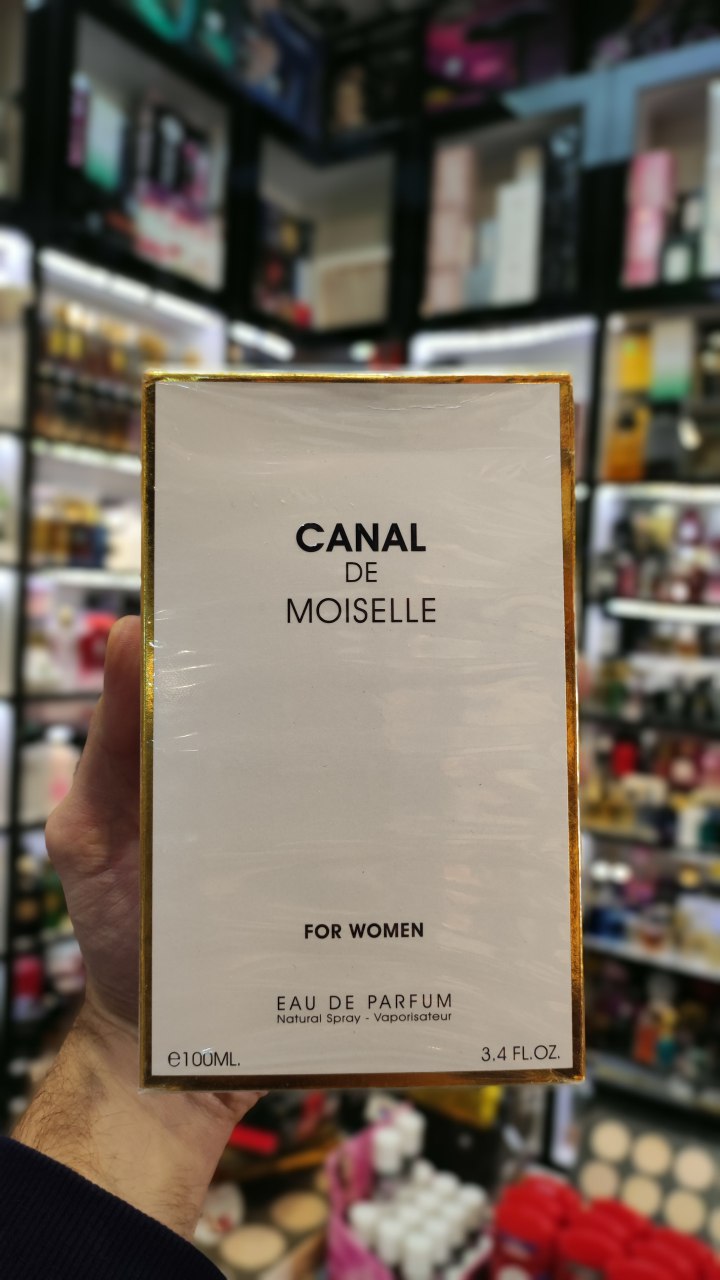 CANAL
DE
MOISELLE
FOR WOMEN
EAU DE PARFUM
Natural Spray - Vaporisateur
℮100ML.
3.4 FL.OZ.